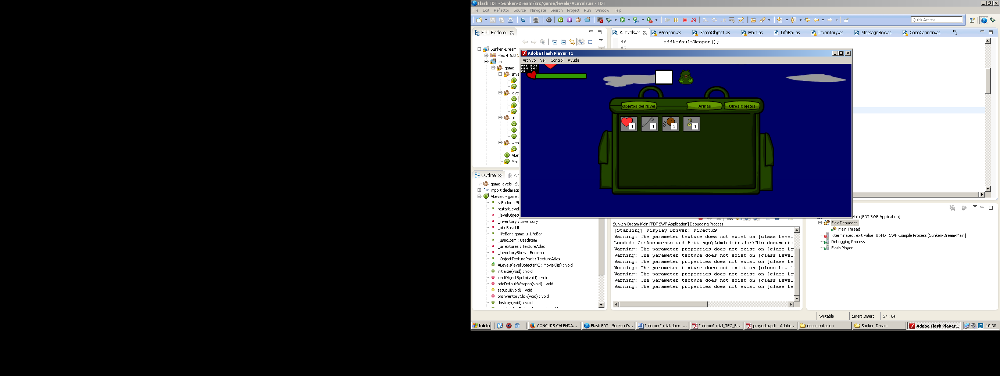 Flash FDT - Sunken-Dream/src/game/levels/ALevels.as - FDT
File Edit Refactor Source Navigate Search Project Run Window Help
Quick Access
FDT Explorer
ALevels.as Weapon.as GameObject.as Main.as LifeBar.as Inventory.as MessageBox.as CocoCannon.as »2
46 addDefaultWeapon();
47
Sunken-Dream
Flex 4.6.0
src
game
Inve
leve
ui
wea
ALev
Main
Adobe Flash Player 11
Archivo Ver Control Ayuda
FPS: 50.5
MEM: 34.1
Objetos del Nivel Armas Otros Objetos
1 1 5 1
Outline An
game.levels - Su
import declaratio
ALevels - game.
lvlEnded : Si
restartLevel
_levelObject
_inventory : Inventory
_ui : BasicUI
_lifeBar : game.ui.LifeBar
_usedItem : UsedItem
_uiTextures : TextureAtlas
_inventoryShow : Boolean
_ObjectTexturePack : TextureAtlas
ALevels(levelObjectsMC : MovieClip) : void
initialize(void) : void
loadObjectSprite(void) : void
addDefaultWeapon(void) : void
setupUi(void) : void
onInventoryClick(void) : void
destroy(void) : void
Sunken-Dream-Main [FDT SWF Application] Debugging Process
[Starling] Display Driver: DirectX9
Warning: The parameter texture does not exist on [class Level
Loaded: C:\Documents and Settings\Administrador\Mis documento
Warning: The parameter properties does not exist on [class Le
Warning: The parameter texture does not exist on [class Level
Warning: The parameter properties does not exist on [class Le
Warning: The parameter texture does not exist on [class Level
Warning: The parameter properties does not exist on [class Le
Warning: The parameter texture does not exist on [class Level
Warning: The parameter properties does not exist on [class Le
Main [FDT SWF Application]
Flex Debugger
Main Thread
<terminated, exit value: 0>FDT SWF Compile Process [Sunken-Dream-Main]
Debugging Process
Flash Player
Writable Smart Insert 57 : 64
Inicio CONCURS CALENDA... Flash FDT - Sunken-D... Informe Inicial.docx -... InformeInicial_TFG_Bl... proyecto.pdf - Adobe... documentacion Sunken-Dream Adobe Flash Player... 10:30